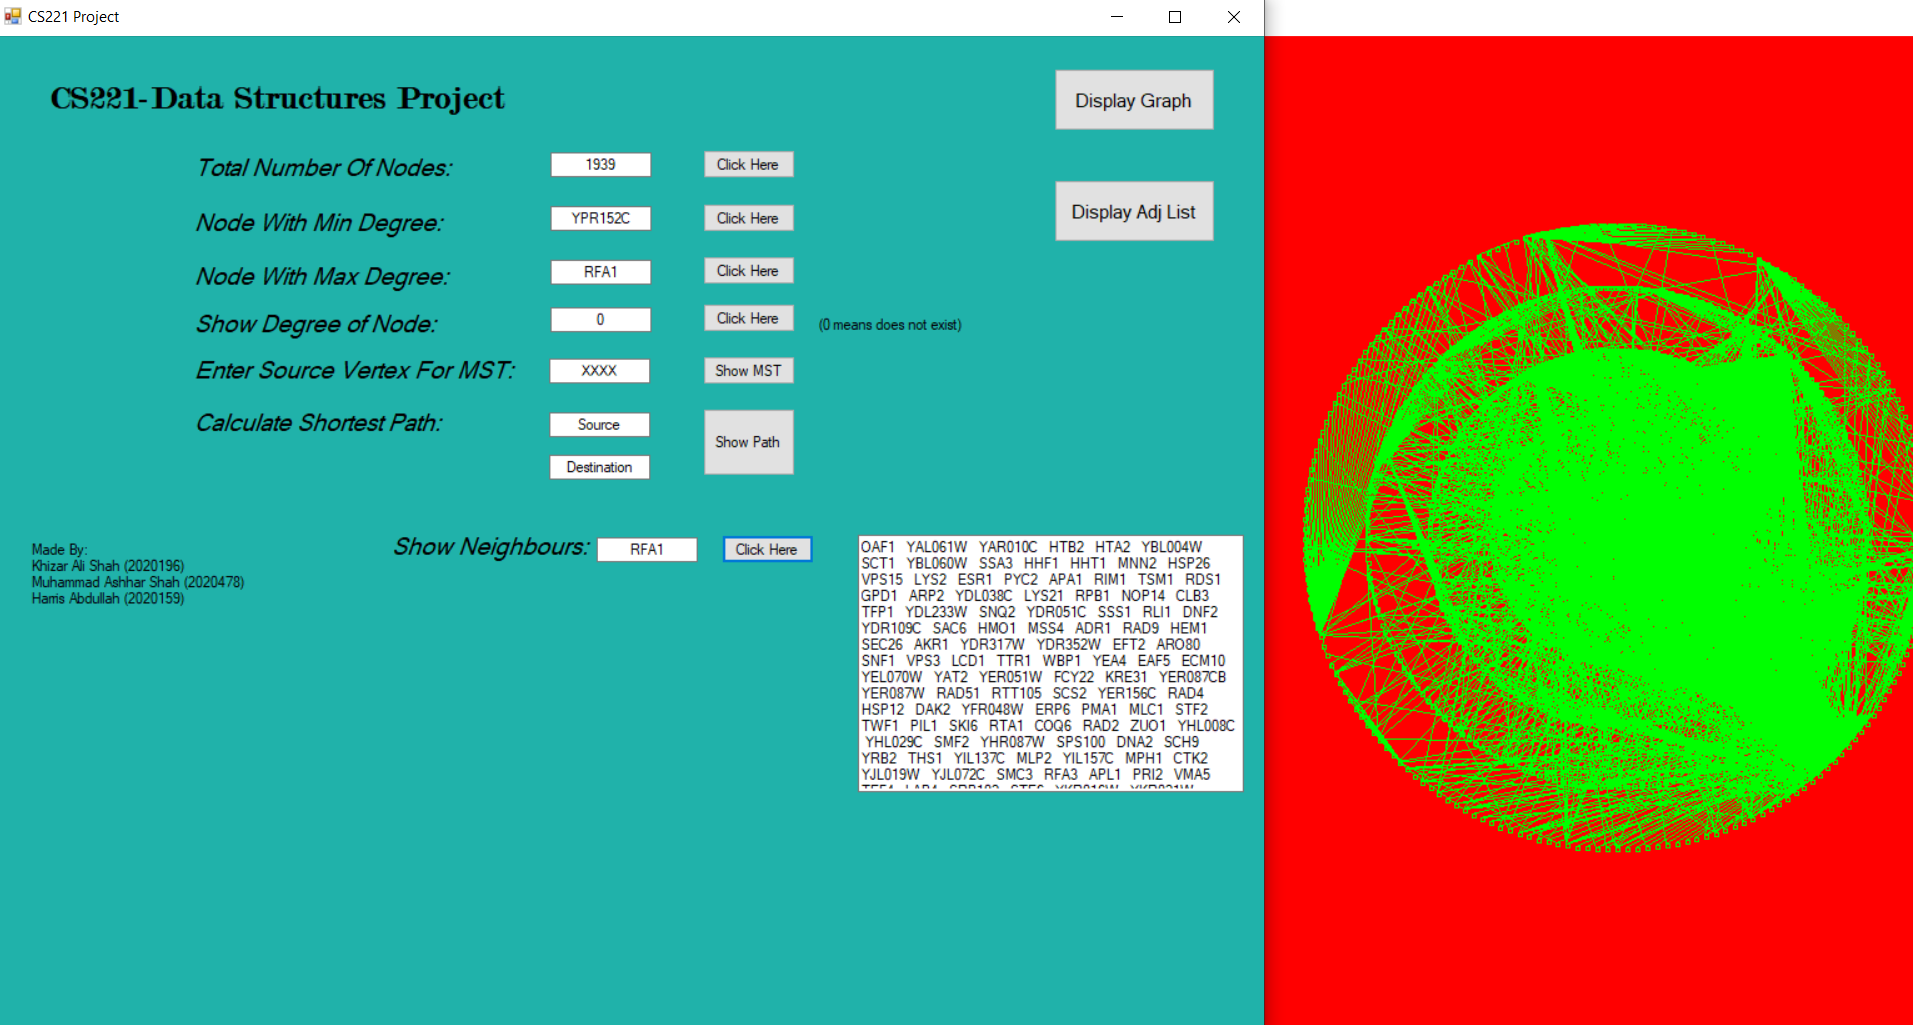 CS221 Project
CS221-Data Structures Project
Display Graph
Total Number Of Nodes: 1939 Click Here
Node With Min Degree: YPR152C Click Here
Display Adj List
Node With Max Degree: RFA1 Click Here
Show Degree of Node: 0 Click Here (0 means does not exist)
Enter Source Vertex For MST: XXXX Show MST
Calculate Shortest Path: Source
Show Path
Destination
Show Neighbours: RFA1 Click Here
Made By:
Khizar Ali Shah (2020196)
Muhammad Ashhar Shah (2020478)
Harris Abdullah (2020159)
OAF1 YAL061W YAR010C HTB2 HTA2 YBL004W
SCT1 YBL060W SSA3 HHF1 HHT1 MNN2 HSP26
VPS15 LYS2 ESR1 PYC2 APA1 RIM1 TSM1 RDS1
GPD1 ARP2 YDL038C LYS21 RPB1 NOP14 CLB3
TFP1 YDL233W SNQ2 YDR051C SSS1 RLI1 DNF2
YDR109C SAC6 HMO1 MSS4 ADR1 RAD9 HEM1
SEC26 AKR1 YDR317W YDR352W EFT2 ARO80
SNF1 VPS3 LCD1 TTR1 WBP1 YEA4 EAF5 ECM10
YEL070W YAT2 YER051W FCY22 KRE31 YER087CB
YER087W RAD51 RTT105 SCS2 YER156C RAD4
HSP12 DAK2 YFR048W ERP6 PMA1 MLC1 STF2
TWF1 PIL1 SKI6 RTA1 COQ6 RAD2 ZUO1 YHL008C
YHL029C SMF2 YHR087W SPS100 DNA2 SCH9
YRB2 THS1 YIL137C MLP2 YIL157C MPH1 CTK2
YJL019W YJL072C SMC3 RFA3 APL1 PRI2 VMA5